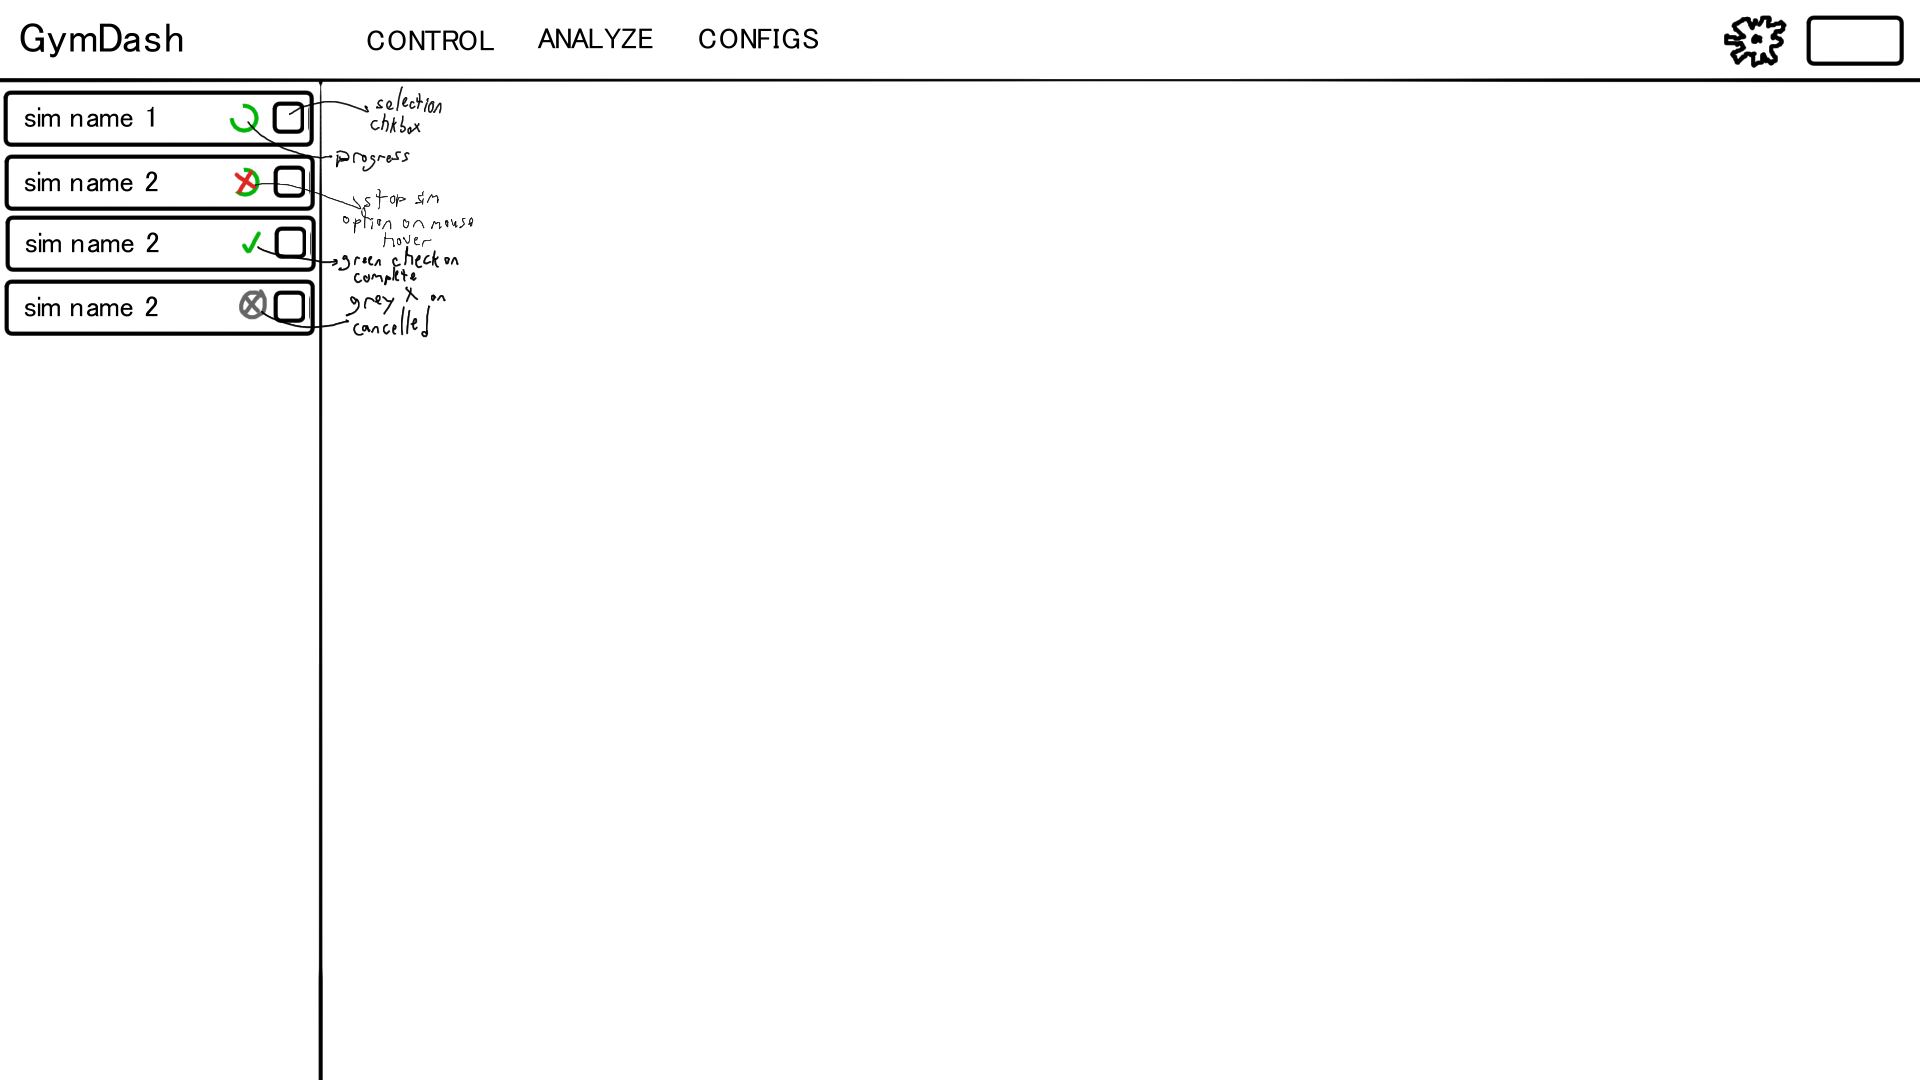 GymDash
CONTROL ANALYZE CONFIGS
sim name 1
selection
chkbox
progress
sim name 2
stop sim
option on mouse
hover
sim name 2
green check on
complete
sim name 2
grey X on
cancelled